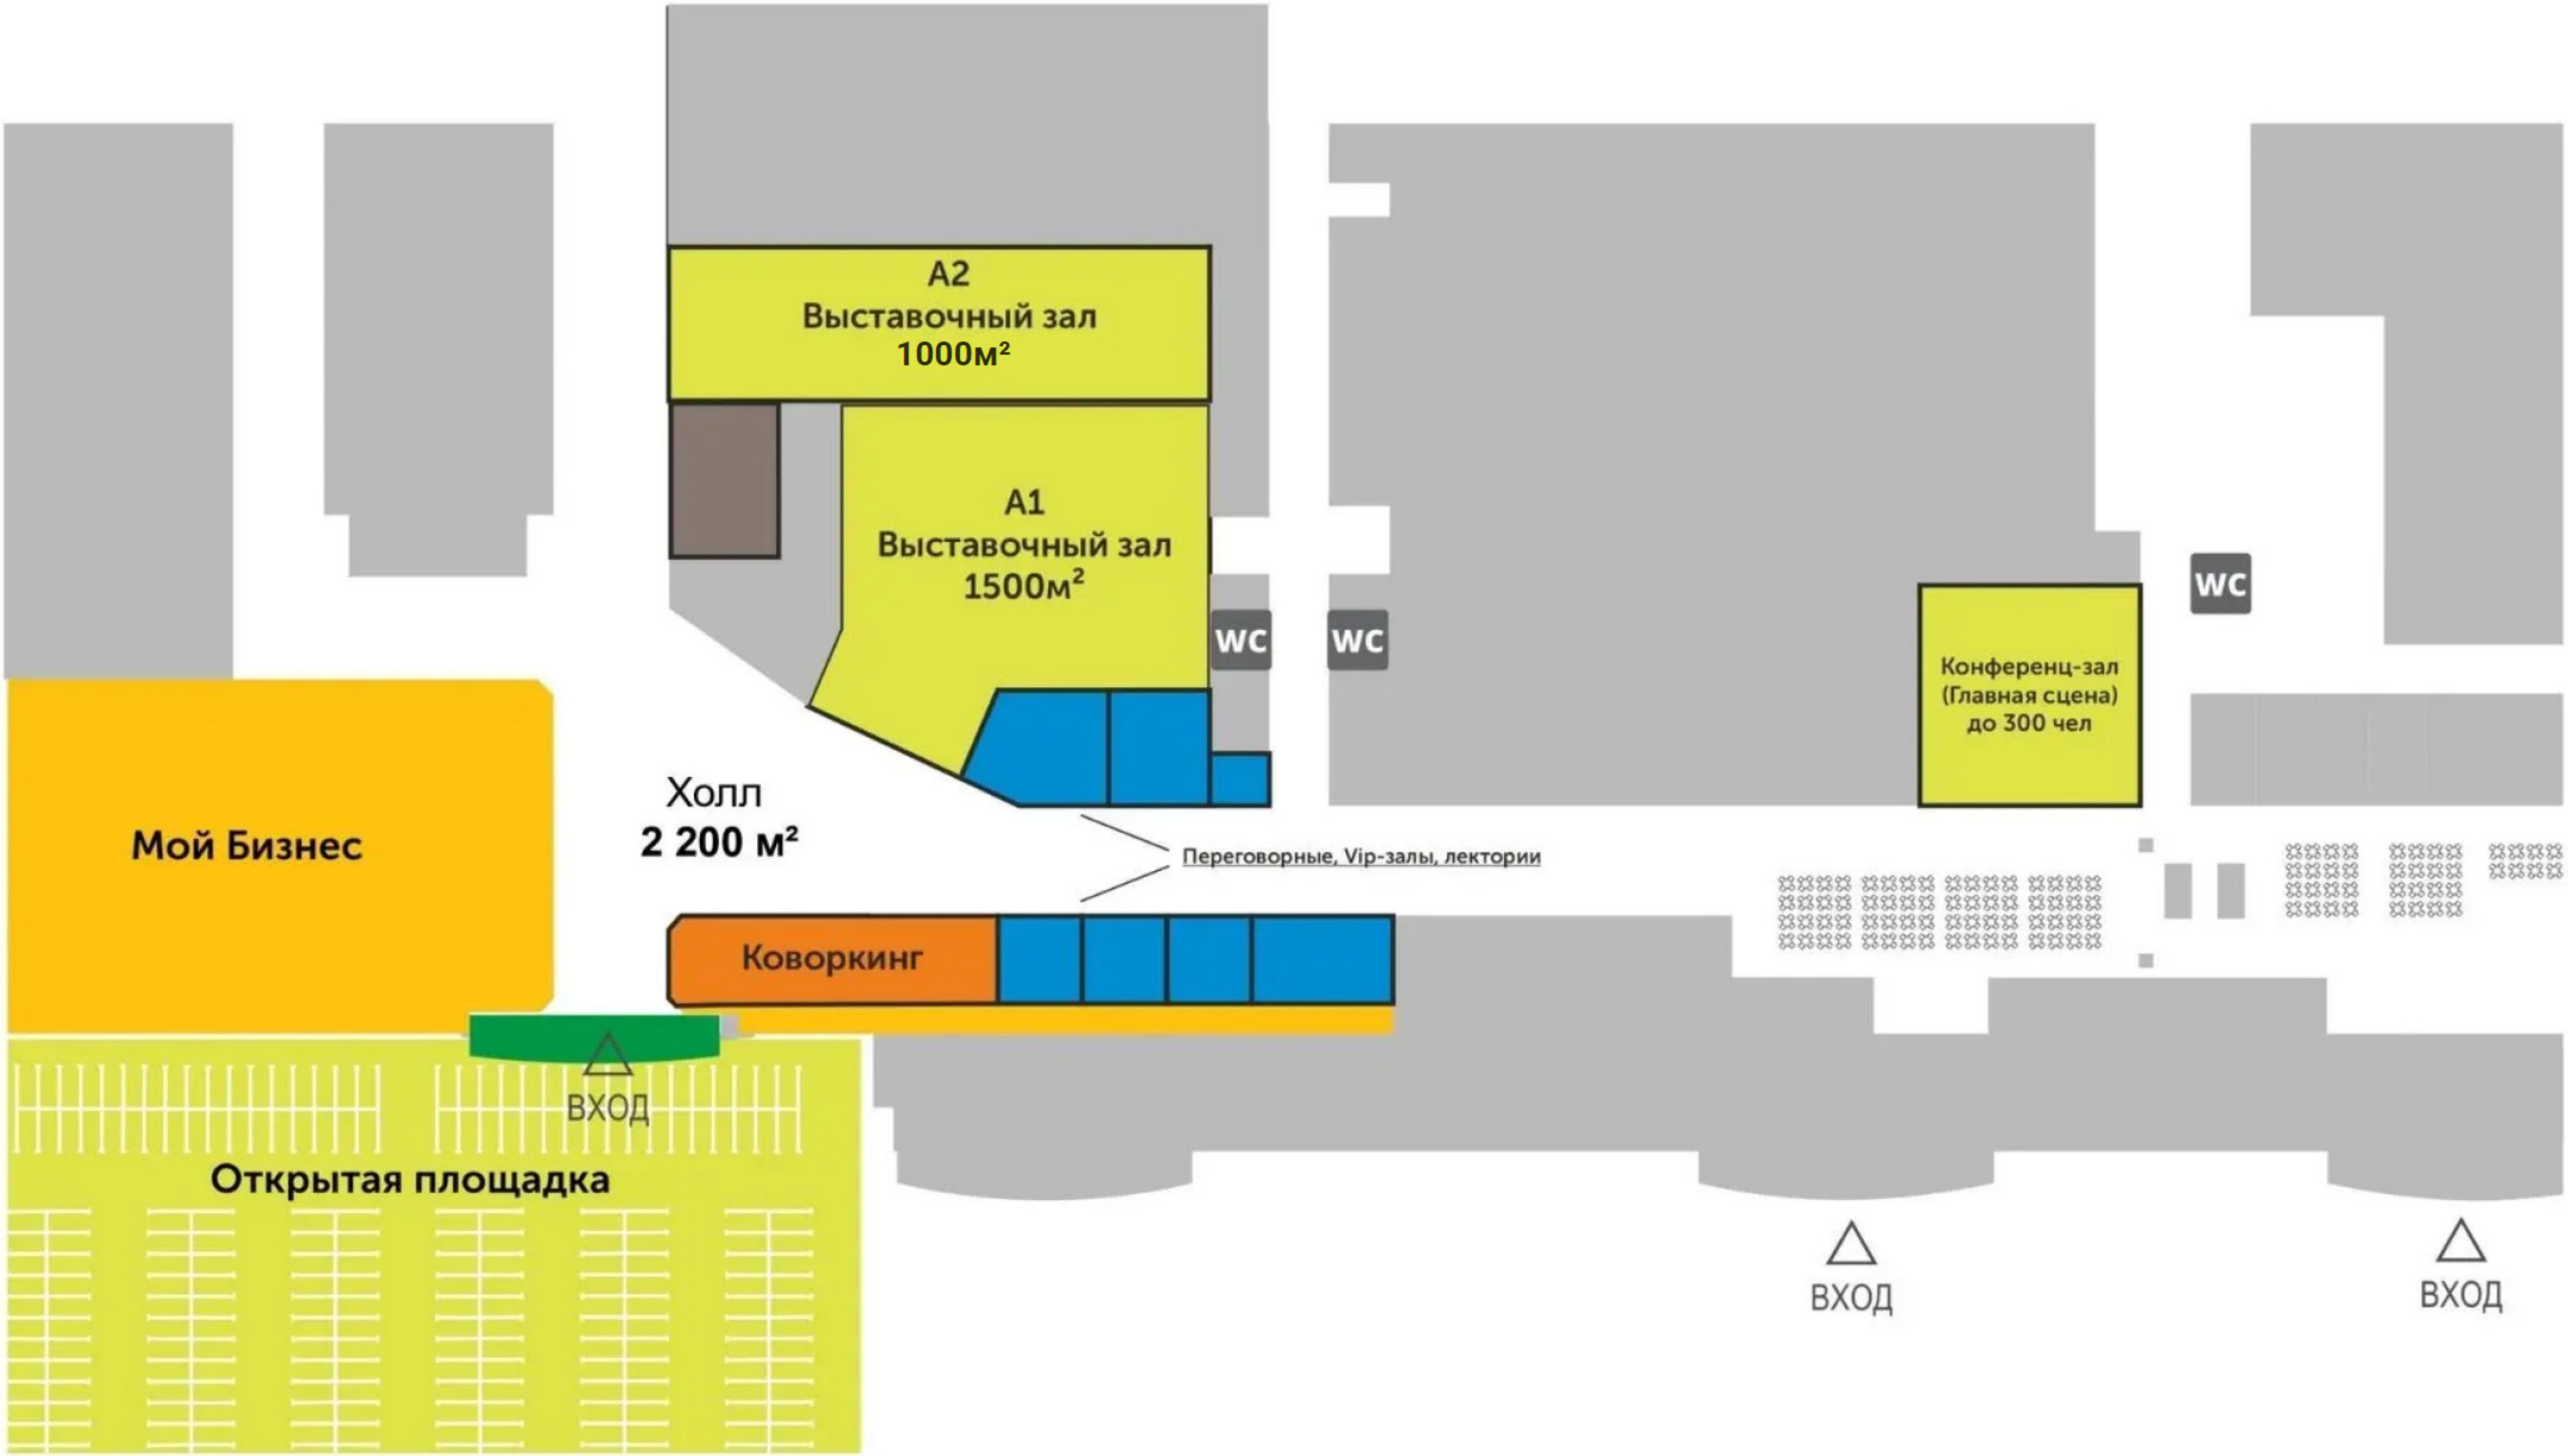 А2
Выставочный зал
1000м²
А1
Выставочный зал
1500м²
WC
WC
WC
Конференц-зал
(Главная сцена)
до 300 чел
Холл
2 200 м²
Мой Бизнес
Переговорные, Vip-залы, лектории
Коворкинг
ВХОД
Открытая площадка
ВХОД
ВХОД